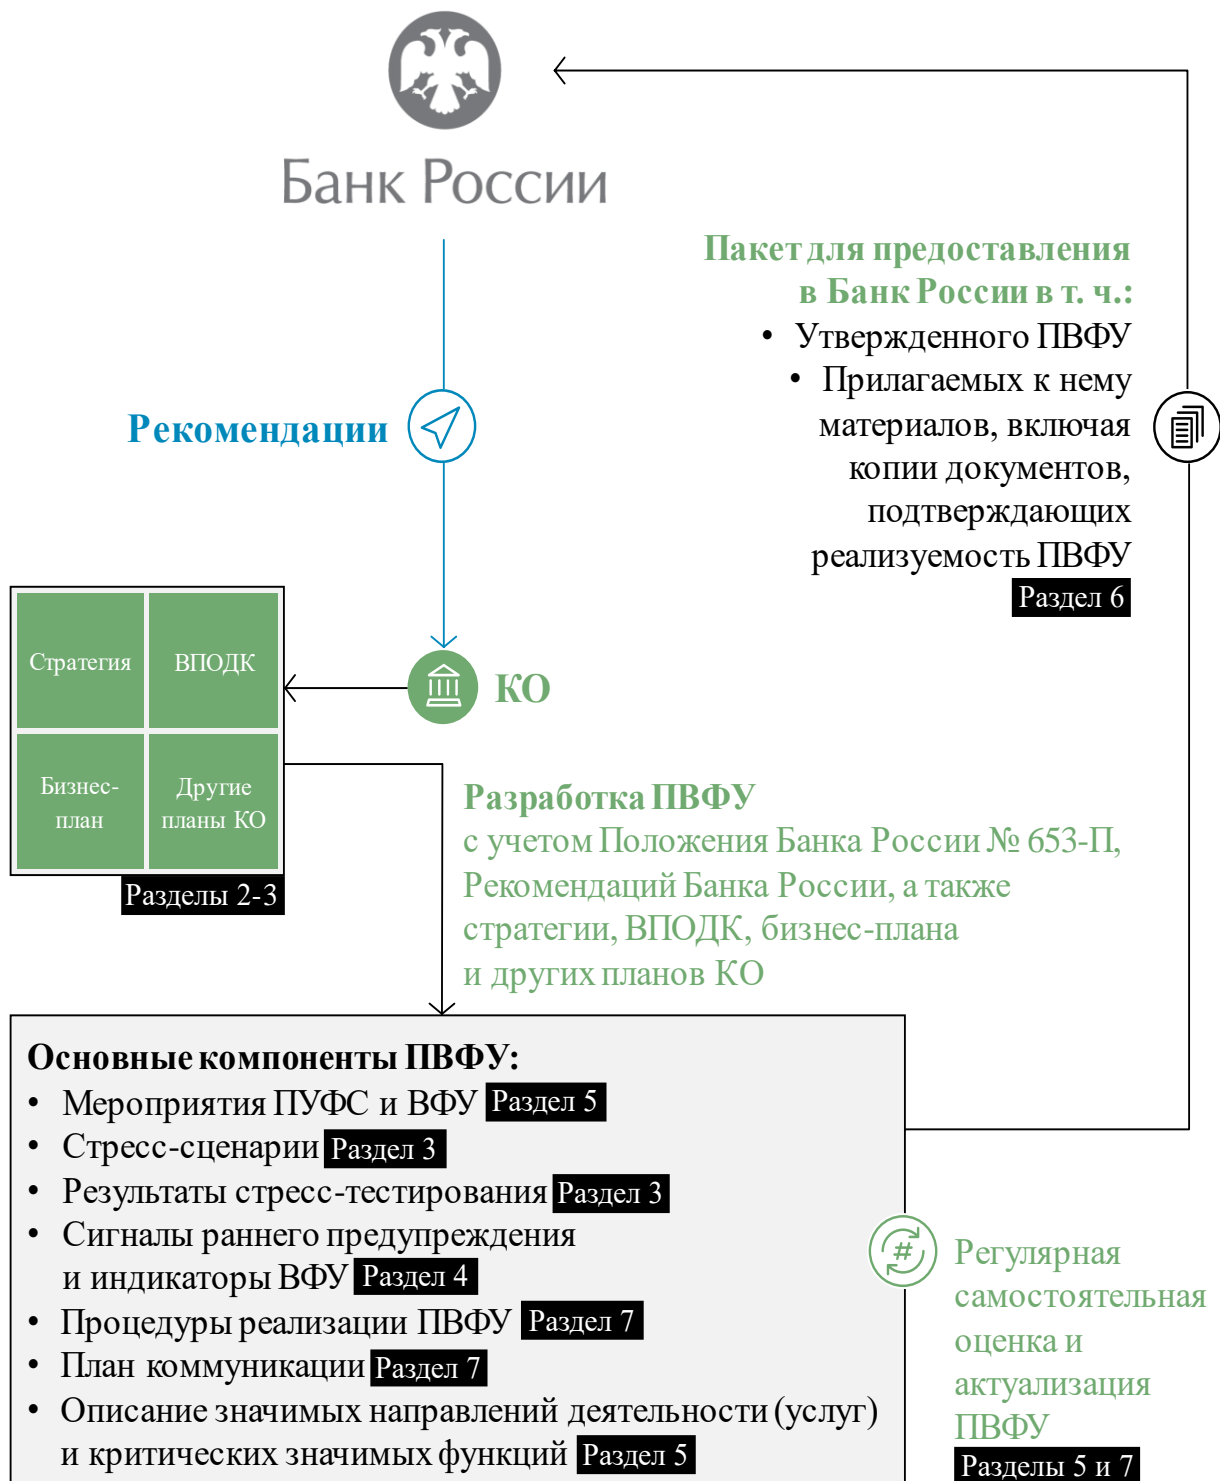 Банк России
Пакет для предоставления
в Банк России в т. ч.:
• Утвержденного ПВФУ
• Прилагаемых к нему
материалов, включая
копии документов,
подтверждающих
реализуемость ПВФУ
Раздел 6
Рекомендации
КО
Стратегия
ВПОДК
Бизнес-
план
Другие
планы КО
Разделы 2-3
Разработка ПВФУ
с учетом Положения Банка России № 653-П,
Рекомендаций Банка России, а также
стратегии, ВПОДК, бизнес-плана
и других планов КО
Основные компоненты ПВФУ:
• Мероприятия ПУФС и ВФУ Раздел 5
• Стресс-сценарии Раздел 3
• Результаты стресс-тестирования Раздел 3
• Сигналы раннего предупреждения
и индикаторы ВФУ Раздел 4
• Процедуры реализации ПВФУ Раздел 7
• План коммуникации Раздел 7
• Описание значимых направлений деятельности (услуг)
и критических значимых функций Раздел 5
#
Регулярная
самостоятельная
оценка и
актуализация
ПВФУ
Разделы 5 и 7